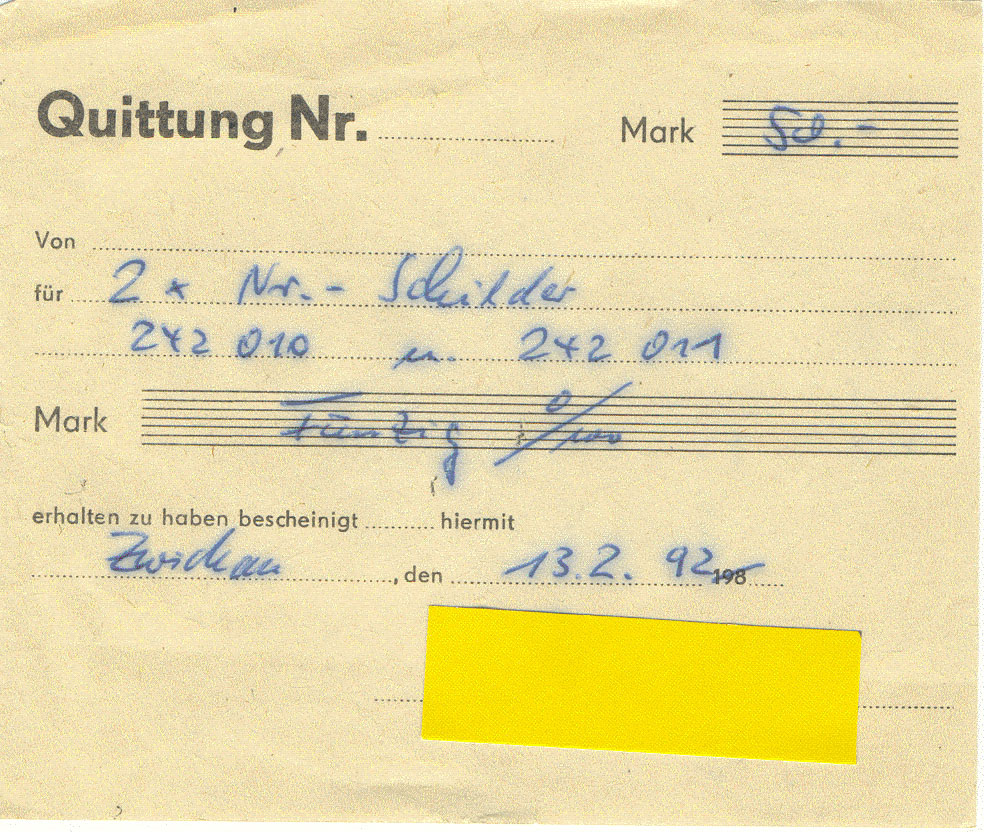 Quittung Nr. Mark 50.-
Von
für 2 x Nr.- Schilder
242 010 u. 242 011
Mark Fünfzig 0/100
erhalten zu haben bescheinigt hiermit
Zwickau, den 13.2. 92 198